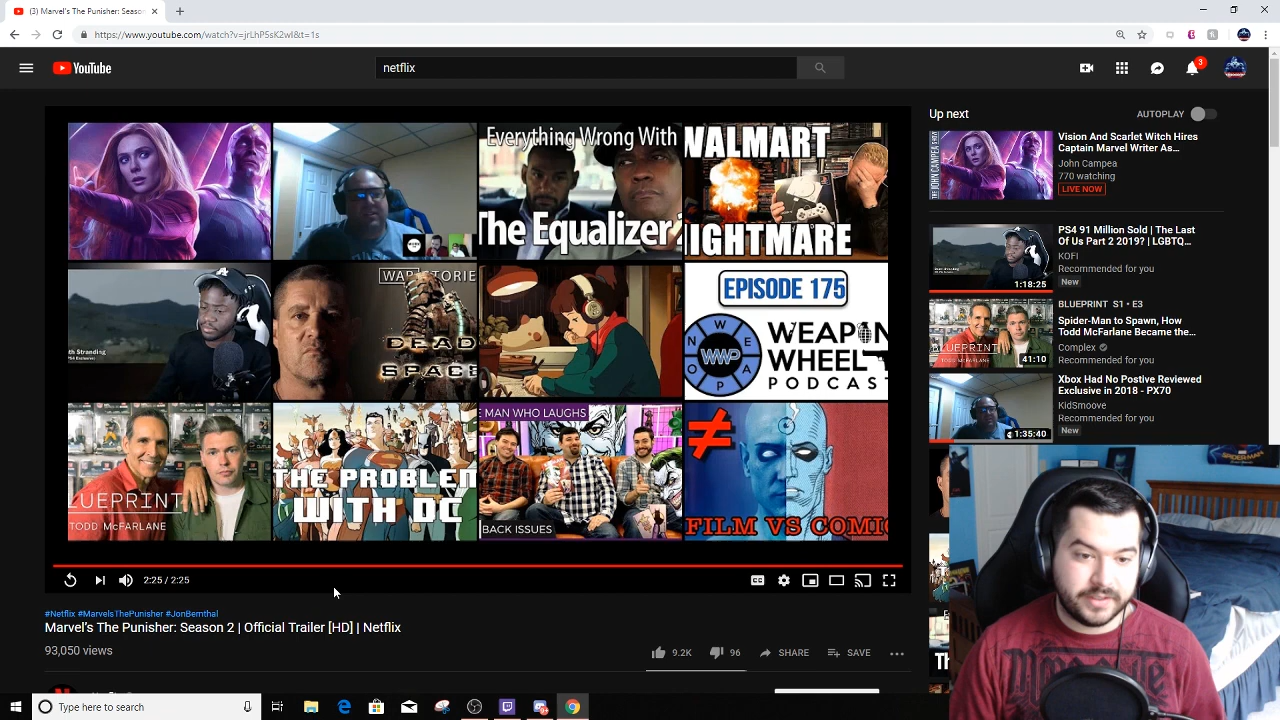 (3) Marvel's The Punisher: Season
https://www.youtube.com/watch?v=jrLhP5sK2wI&t=1s
YouTube
netflix
3
Everything Wrong With
The Equalizer 2
WALMART
NIGHTMARE
WAR STORIES
DEAD
SPACE
EPISODE 175
WWP
WEAPON
WHEEL
PODCAST
BLUEPRINT
TODD McFARLANE
THE PROBLEM
WITH DC
E MAN WHO LAUGHS
BACK ISSUES
≠
FILM VS COMIC
2:25 / 2:25
#Netflix #MarvelsThePunisher #JonBernthal
Marvel's The Punisher: Season 2 | Official Trailer [HD] | Netflix
93,050 views
9.2K
96
SHARE
SAVE
Up next
AUTOPLAY
Vision And Scarlet Witch Hires
Captain Marvel Writer As...
John Campea
770 watching
LIVE NOW
PS4 91 Million Sold | The Last
Of Us Part 2 2019? | LGBTQ...
KOFI
Recommended for you
New
1:18:25
BLUEPRINT S1 • E3
Spider-Man to Spawn, How
Todd McFarlane Became the...
Complex
Recommended for you
41:10
Xbox Had No Postive Reviewed
Exclusive in 2018 - PX70
KidSmoove
Recommended for you
New
1:35:40
Type here to search